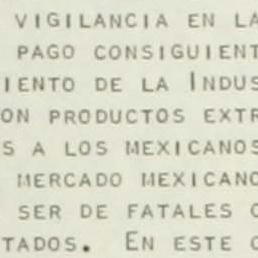 VIGILANCIA EN LA
PAGO CONSIGUIENT
IENTO DE LA INDUS
ON PRODUCTOS EXTR
S A LOS MEXICANOS
MERCADO MEXICANO
SER DE FATALES C
TADOS. EN ESTE C